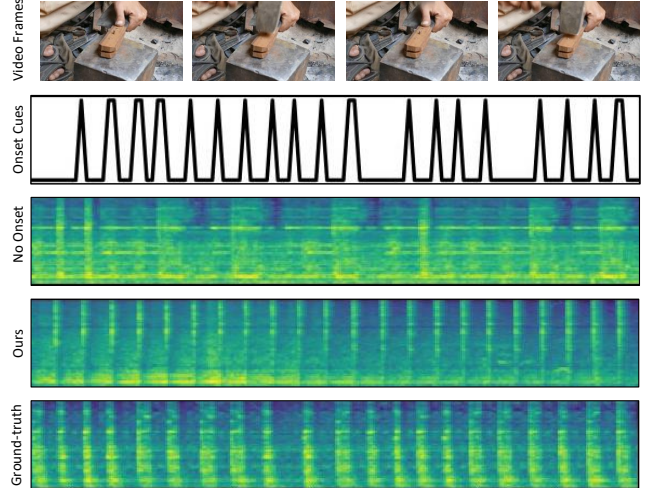 Video Frames
Onset Cues
No Onset
Ours
Ground-truth